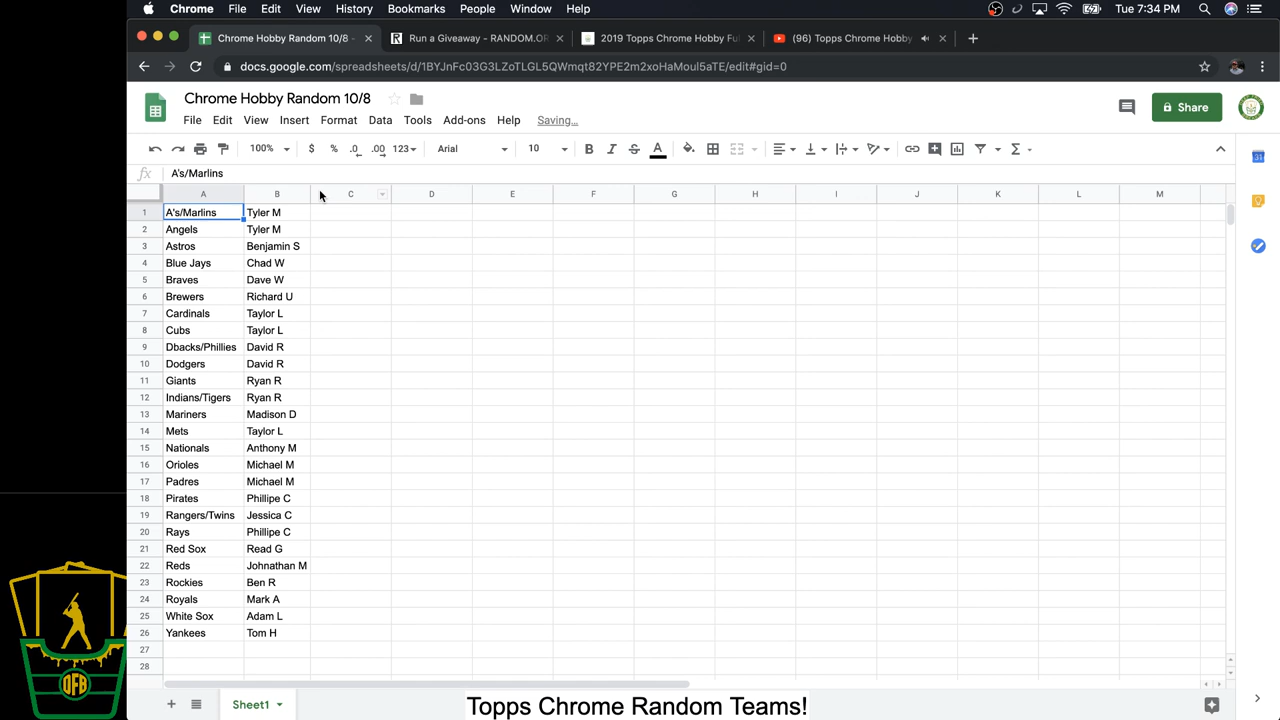 Chrome File Edit View History Bookmarks People Window Help Tue 7:34 PM
Chrome Hobby Random 10/8 - Run a Giveaway - RANDOM.OR 2019 Topps Chrome Hobby Fu (96) Topps Chrome Hobby
docs.google.com/spreadsheets/d/1BYJnFc03G3LZoTLGL5QWmqt82YPE2m2xoHaMoul5aTE/edit#gid=0
Chrome Hobby Random 10/8
Share
File Edit View Insert Format Data Tools Add-ons Help Saving...
100% $ % .0 .00 123 Arial 10 B I S A
fx A's/Marlins
A B C D E F G H I J K L M
1 A's/Marlins Tyler M
2 Angels Tyler M
3 Astros Benjamin S
4 Blue Jays Chad W
5 Braves Dave W
6 Brewers Richard U
7 Cardinals Taylor L
8 Cubs Taylor L
9 Dbacks/Phillies David R
10 Dodgers David R
11 Giants Ryan R
12 Indians/Tigers Ryan R
13 Mariners Madison D
14 Mets Taylor L
15 Nationals Anthony M
16 Orioles Michael M
17 Padres Michael M
18 Pirates Phillipe C
19 Rangers/Twins Jessica C
20 Rays Phillipe C
21 Red Sox Read G
22 Reds Johnathan M
23 Rockies Ben R
24 Royals Mark A
25 White Sox Adam L
26 Yankees Tom H
27
28
Sheet1
Topps Chrome Random Teams!
OFB
31